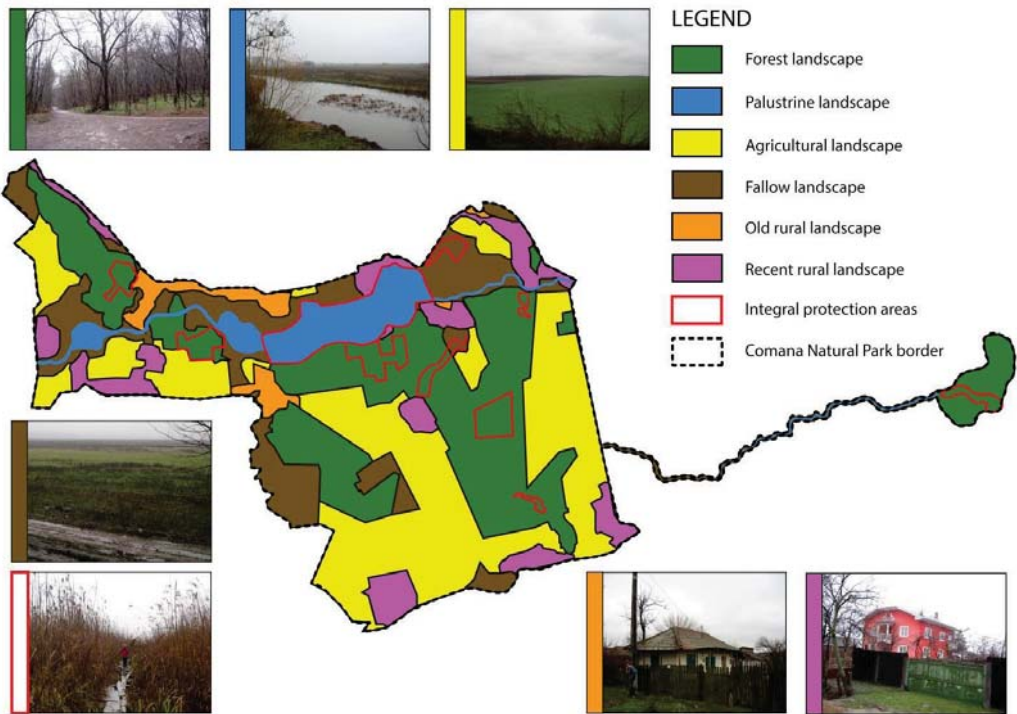 LEGEND
Forest landscape
Palustrine landscape
Agricultural landscape
Fallow landscape
Old rural landscape
Recent rural landscape
Integral protection areas
Comana Natural Park border